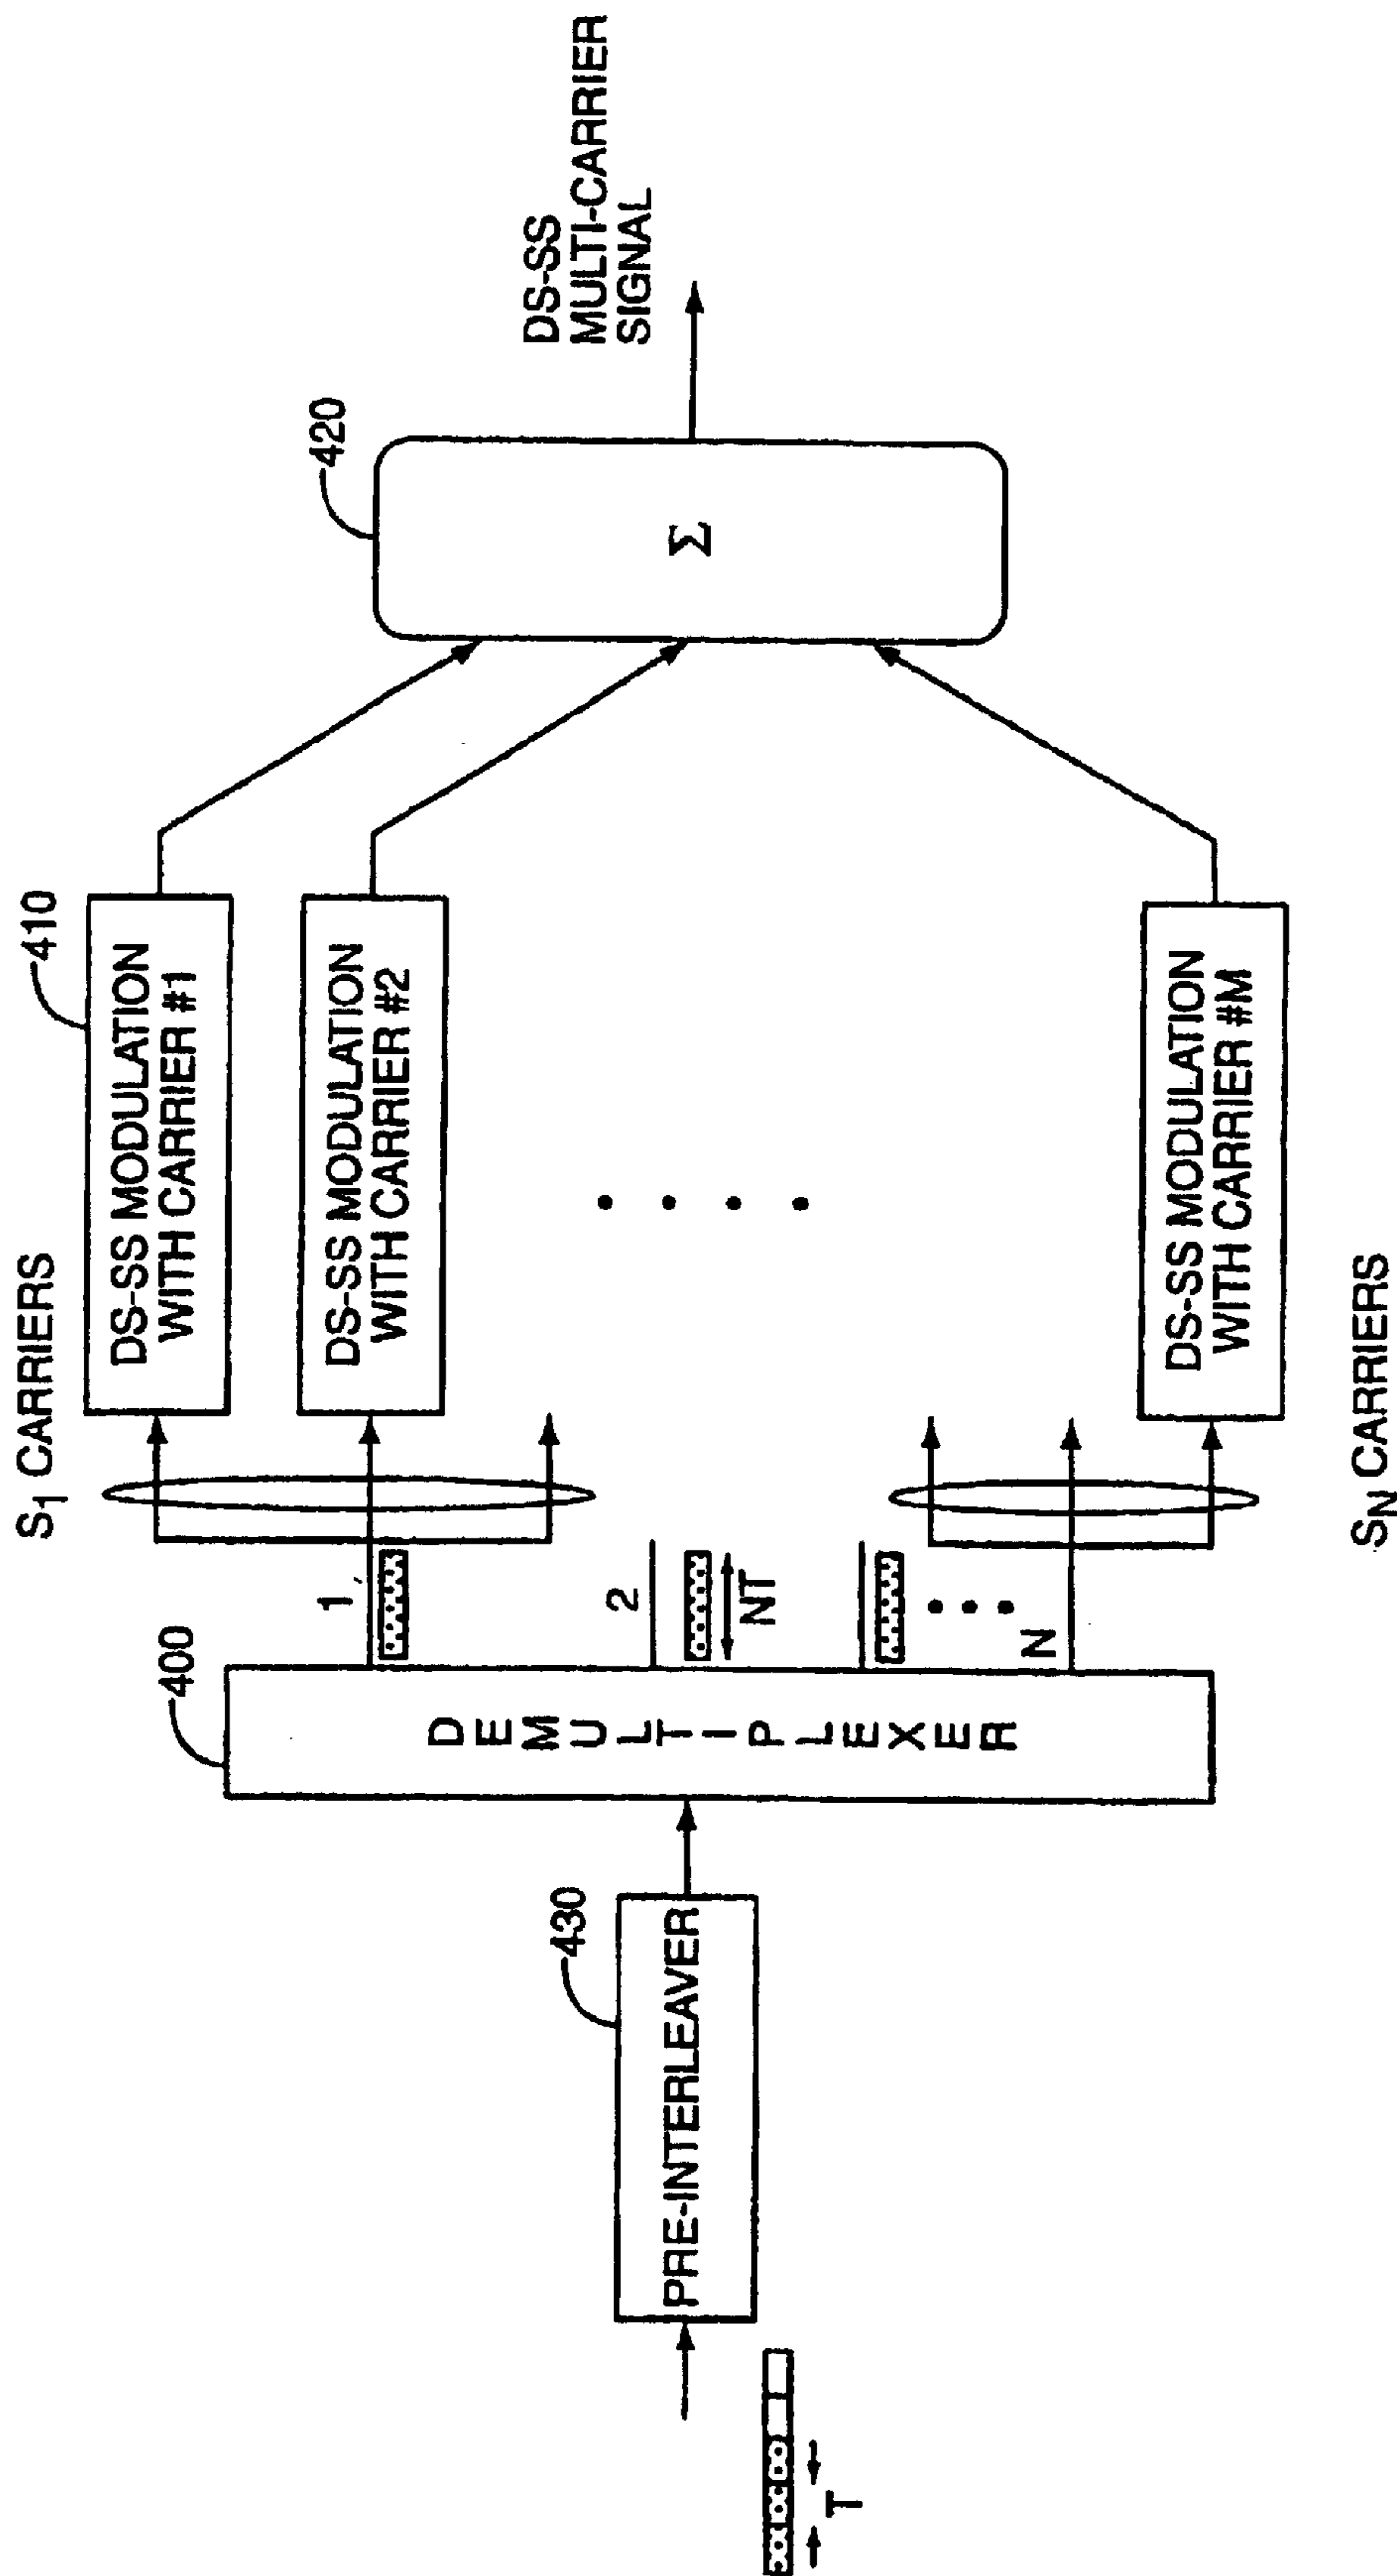 T
PRE-INTERLEAVER
430
DEMULTIPLEXER
400
1
2
NT
N
S1 CARRIERS
SN CARRIERS
DS-SS MODULATION
WITH CARRIER #1
410
DS-SS MODULATION
WITH CARRIER #2
DS-SS MODULATION
WITH CARRIER #M
Σ
420
DS-SS
MULTI-CARRIER
SIGNAL